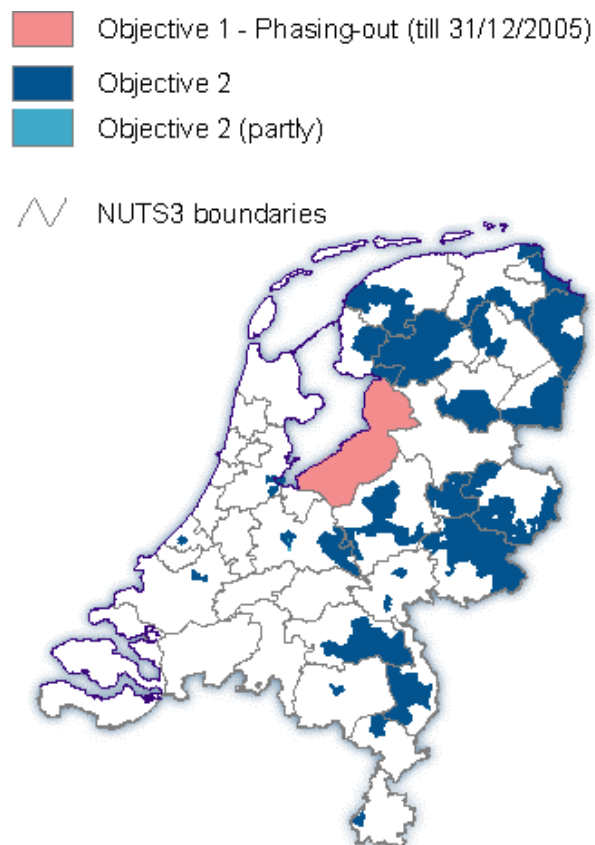 Objective 1 - Phasing-out (till 31/12/2005)
Objective 2
Objective 2 (partly)
NUTS3 boundaries